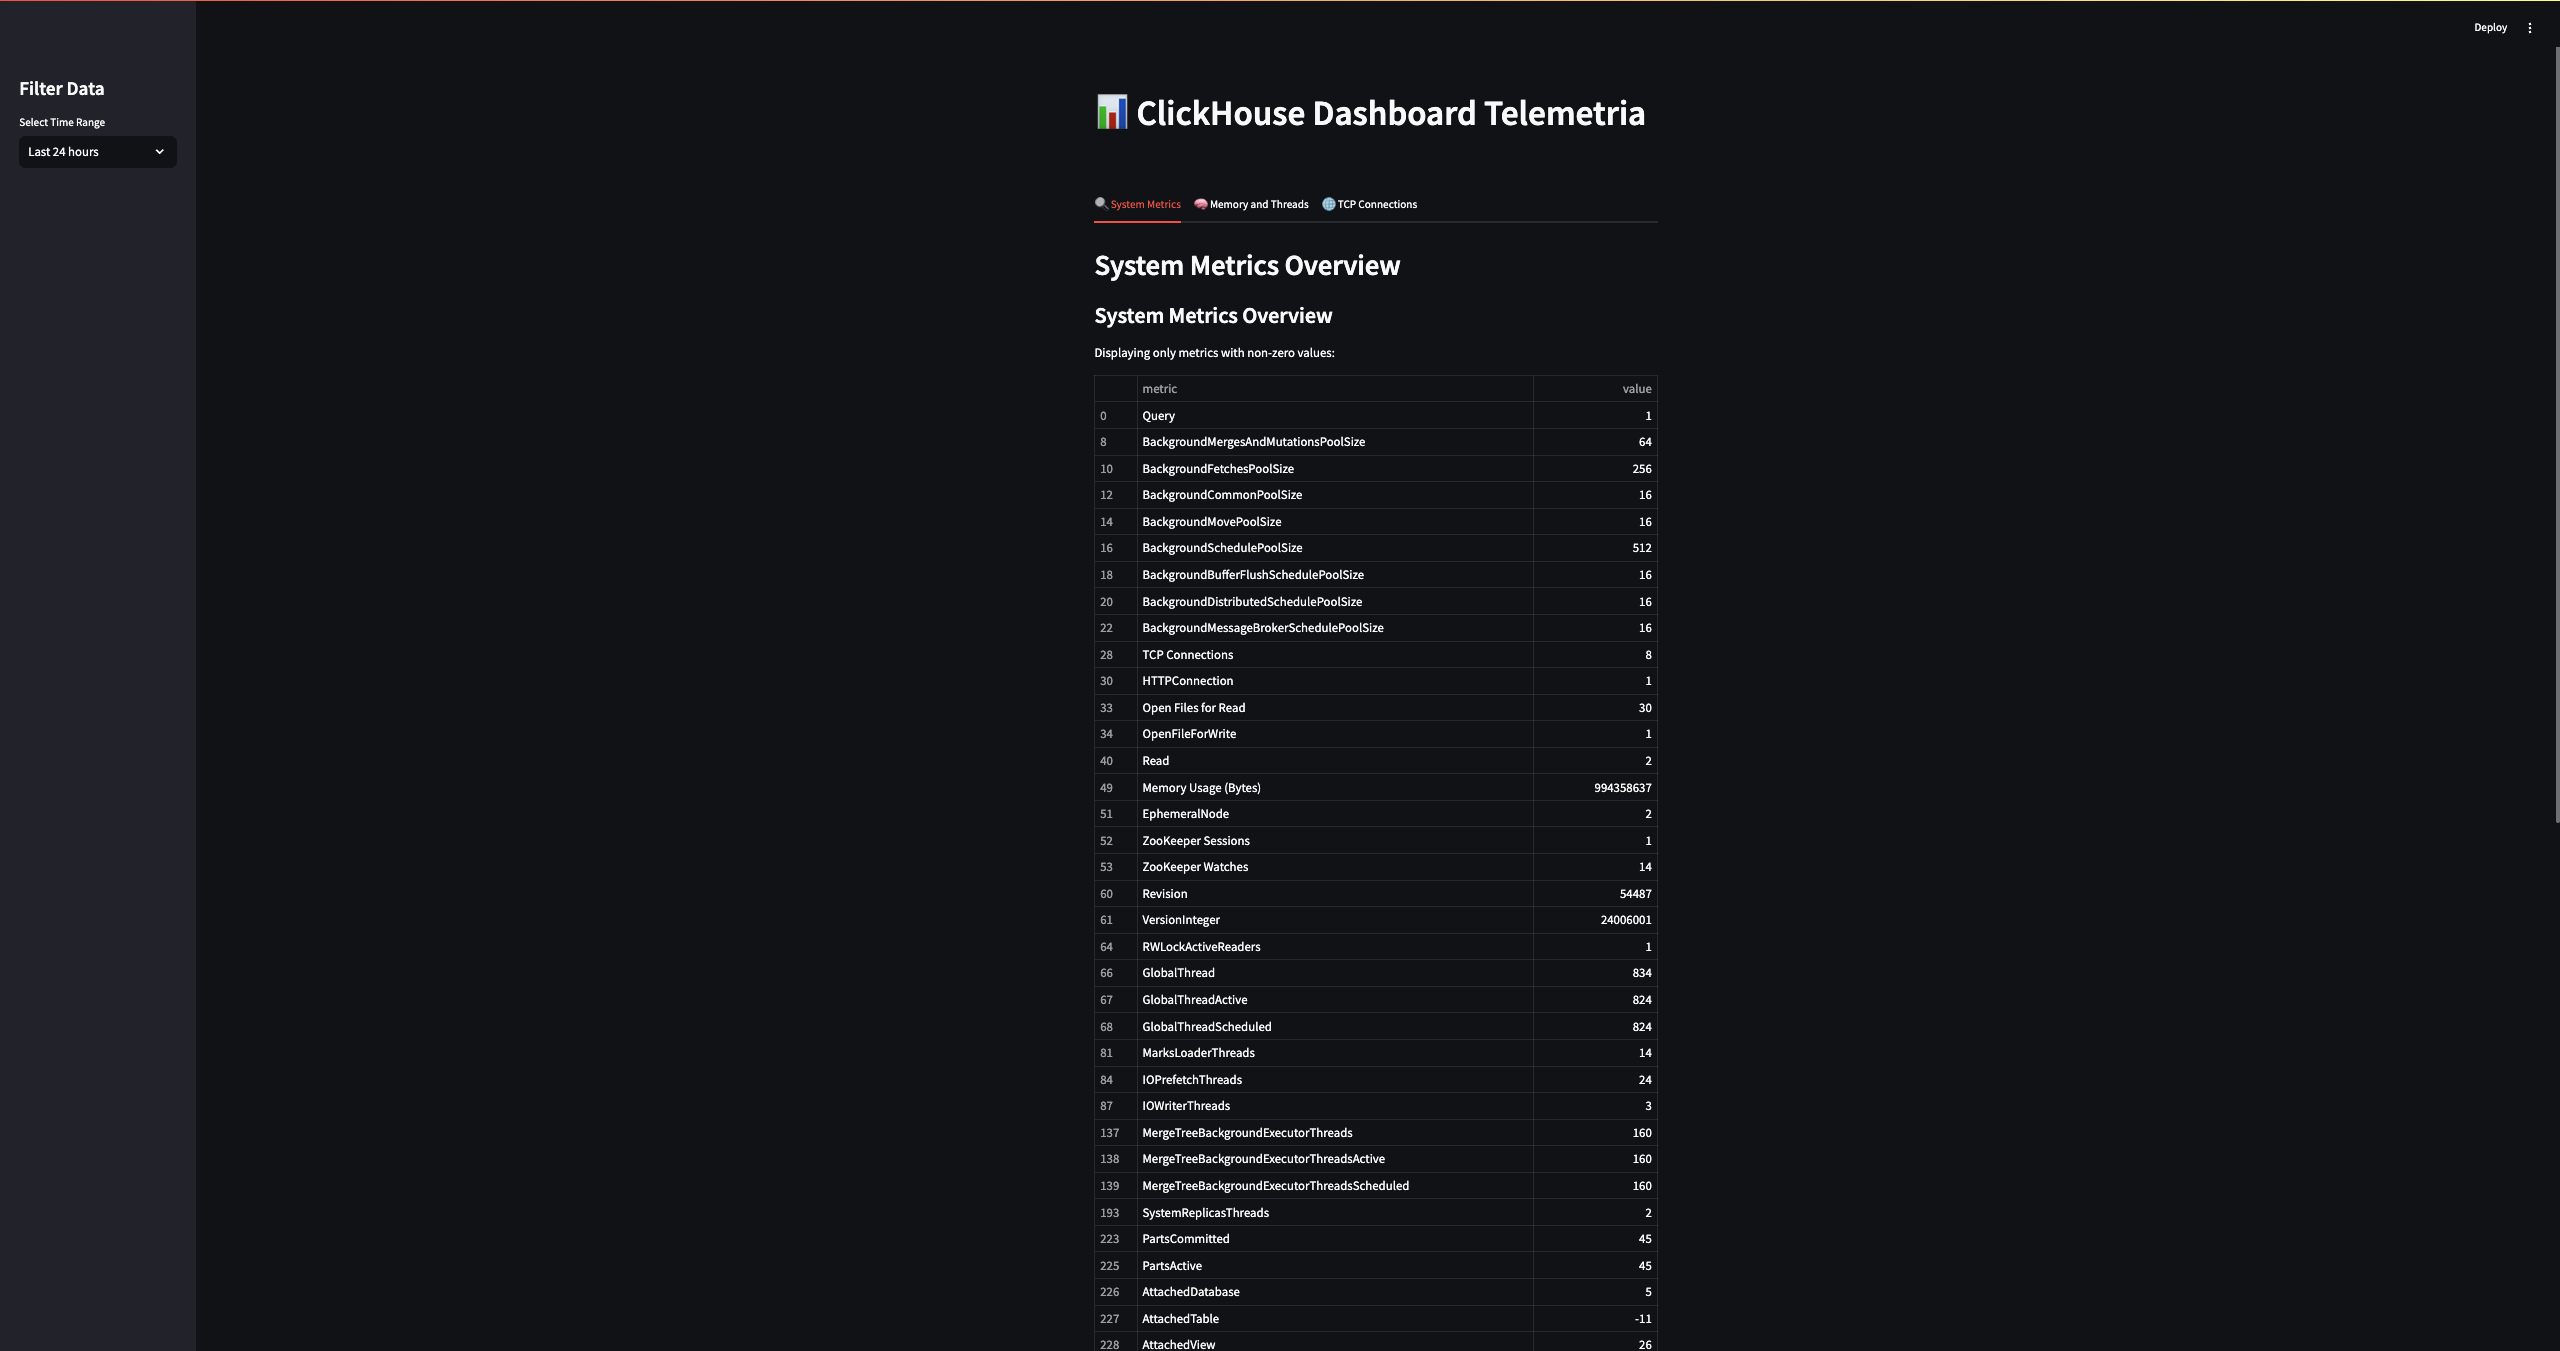 Deploy
Filter Data
Select Time Range
Last 24 hours
ClickHouse Dashboard Telemetria
System Metrics Memory and Threads TCP Connections
System Metrics Overview
System Metrics Overview
Displaying only metrics with non-zero values:
metric value
0 Query 1
8 BackgroundMergesAndMutationsPoolSize 64
10 BackgroundFetchesPoolSize 256
12 BackgroundCommonPoolSize 16
14 BackgroundMovePoolSize 16
16 BackgroundSchedulePoolSize 512
18 BackgroundBufferFlushSchedulePoolSize 16
20 BackgroundDistributedSchedulePoolSize 16
22 BackgroundMessageBrokerSchedulePoolSize 16
28 TCP Connections 8
30 HTTPConnection 1
33 Open Files for Read 30
34 OpenFileForWrite 1
40 Read 2
49 Memory Usage (Bytes) 994358637
51 EphemeralNode 2
52 ZooKeeper Sessions 1
53 ZooKeeper Watches 14
60 Revision 54487
61 VersionInteger 24006001
64 RWLockActiveReaders 1
66 GlobalThread 834
67 GlobalThreadActive 824
68 GlobalThreadScheduled 824
81 MarksLoaderThreads 14
84 IOPrefetchThreads 24
87 IOWriterThreads 3
137 MergeTreeBackgroundExecutorThreads 160
138 MergeTreeBackgroundExecutorThreadsActive 160
139 MergeTreeBackgroundExecutorThreadsScheduled 160
193 SystemReplicasThreads 2
223 PartsCommitted 45
225 PartsActive 45
226 AttachedDatabase 5
227 AttachedTable -11
228 AttachedView 26